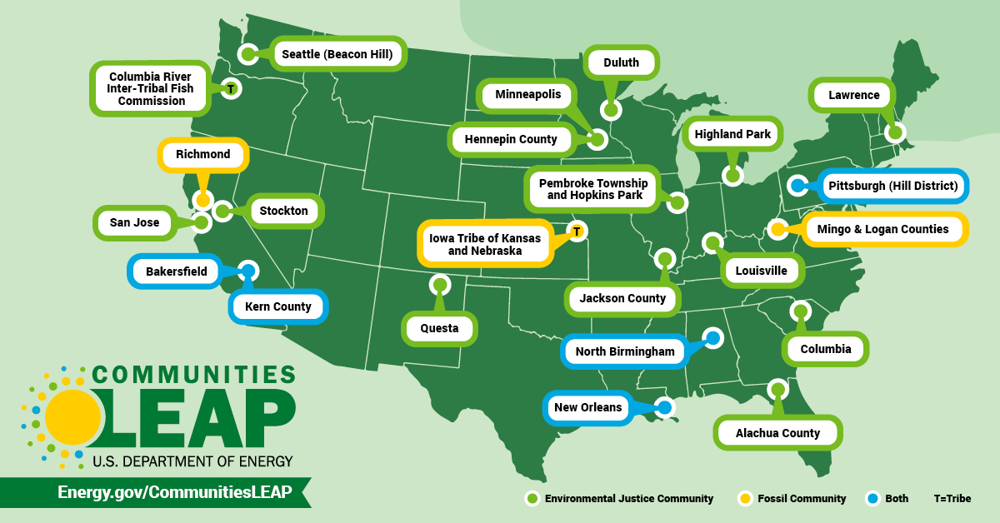 Seattle (Beacon Hill)
Columbia River
Inter-Tribal Fish
Commission
T
Duluth
Minneapolis
Hennepin County
Lawrence
Highland Park
Richmond
Pembroke Township
and Hopkins Park
Pittsburgh (Hill District)
Stockton
San Jose
Iowa Tribe of Kansas
and Nebraska
T
Mingo & Logan Counties
Bakersfield
Kern County
Louisville
Jackson County
Questa
North Birmingham
Columbia
New Orleans
Alachua County
COMMUNITIES
LEAP
U.S. DEPARTMENT OF ENERGY
Energy.gov/CommunitiesLEAP
Environmental Justice Community
Fossil Community
Both
T=Tribe